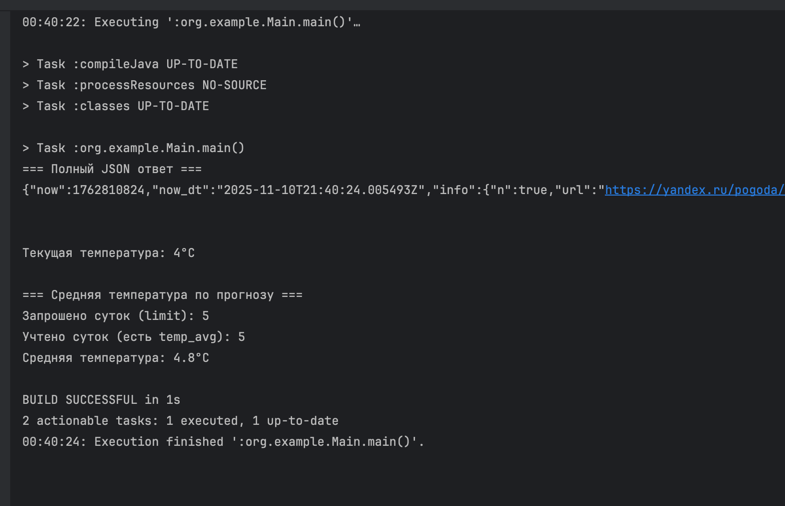 00:40:22: Executing ':org.example.Main.main()'…
> Task :compileJava UP-TO-DATE
> Task :processResources NO-SOURCE
> Task :classes UP-TO-DATE
> Task :org.example.Main.main()
=== Полный JSON ответ ===
{"now":1762810824,"now_dt":"2025-11-10T21:40:24.005493Z","info":{"n":true,"url":"https://yandex.ru/pogoda/
Текущая температура: 4°C
=== Средняя температура по прогнозу ===
Запрошено суток (limit): 5
Учтено суток (есть temp_avg): 5
Средняя температура: 4.8°C
BUILD SUCCESSFUL in 1s
2 actionable tasks: 1 executed, 1 up-to-date
00:40:24: Execution finished ':org.example.Main.main()'.